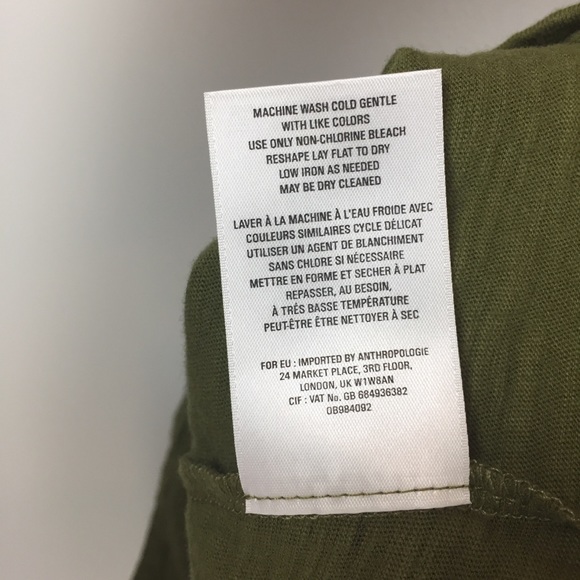 MACHINE WASH COLD GENTLE
WITH LIKE COLORS
USE ONLY NON-CHLORINE BLEACH
RESHAPE LAY FLAT TO DRY
LOW IRON AS NEEDED
MAY BE DRY CLEANED
LAVER À LA MACHINE À L'EAU FROIDE AVEC
COULEURS SIMILAIRES CYCLE DÉLICAT
UTILISER UN AGENT DE BLANCHIMENT
SANS CHLORE SI NÉCESSAIRE
METTRE EN FORME ET SECHER À PLAT
REPASSER, AU BESOIN,
À TRÉS BASSE TEMPÉRATURE
PEUT-ÊTRE ÊTRE NETTOYER À SEC
FOR EU : IMPORTED BY ANTHROPOLOGIE
24 MARKET PLACE, 3RD FLOOR,
LONDON, UK W1W8AN
CIF : VAT No. GB 684936382
OB984092